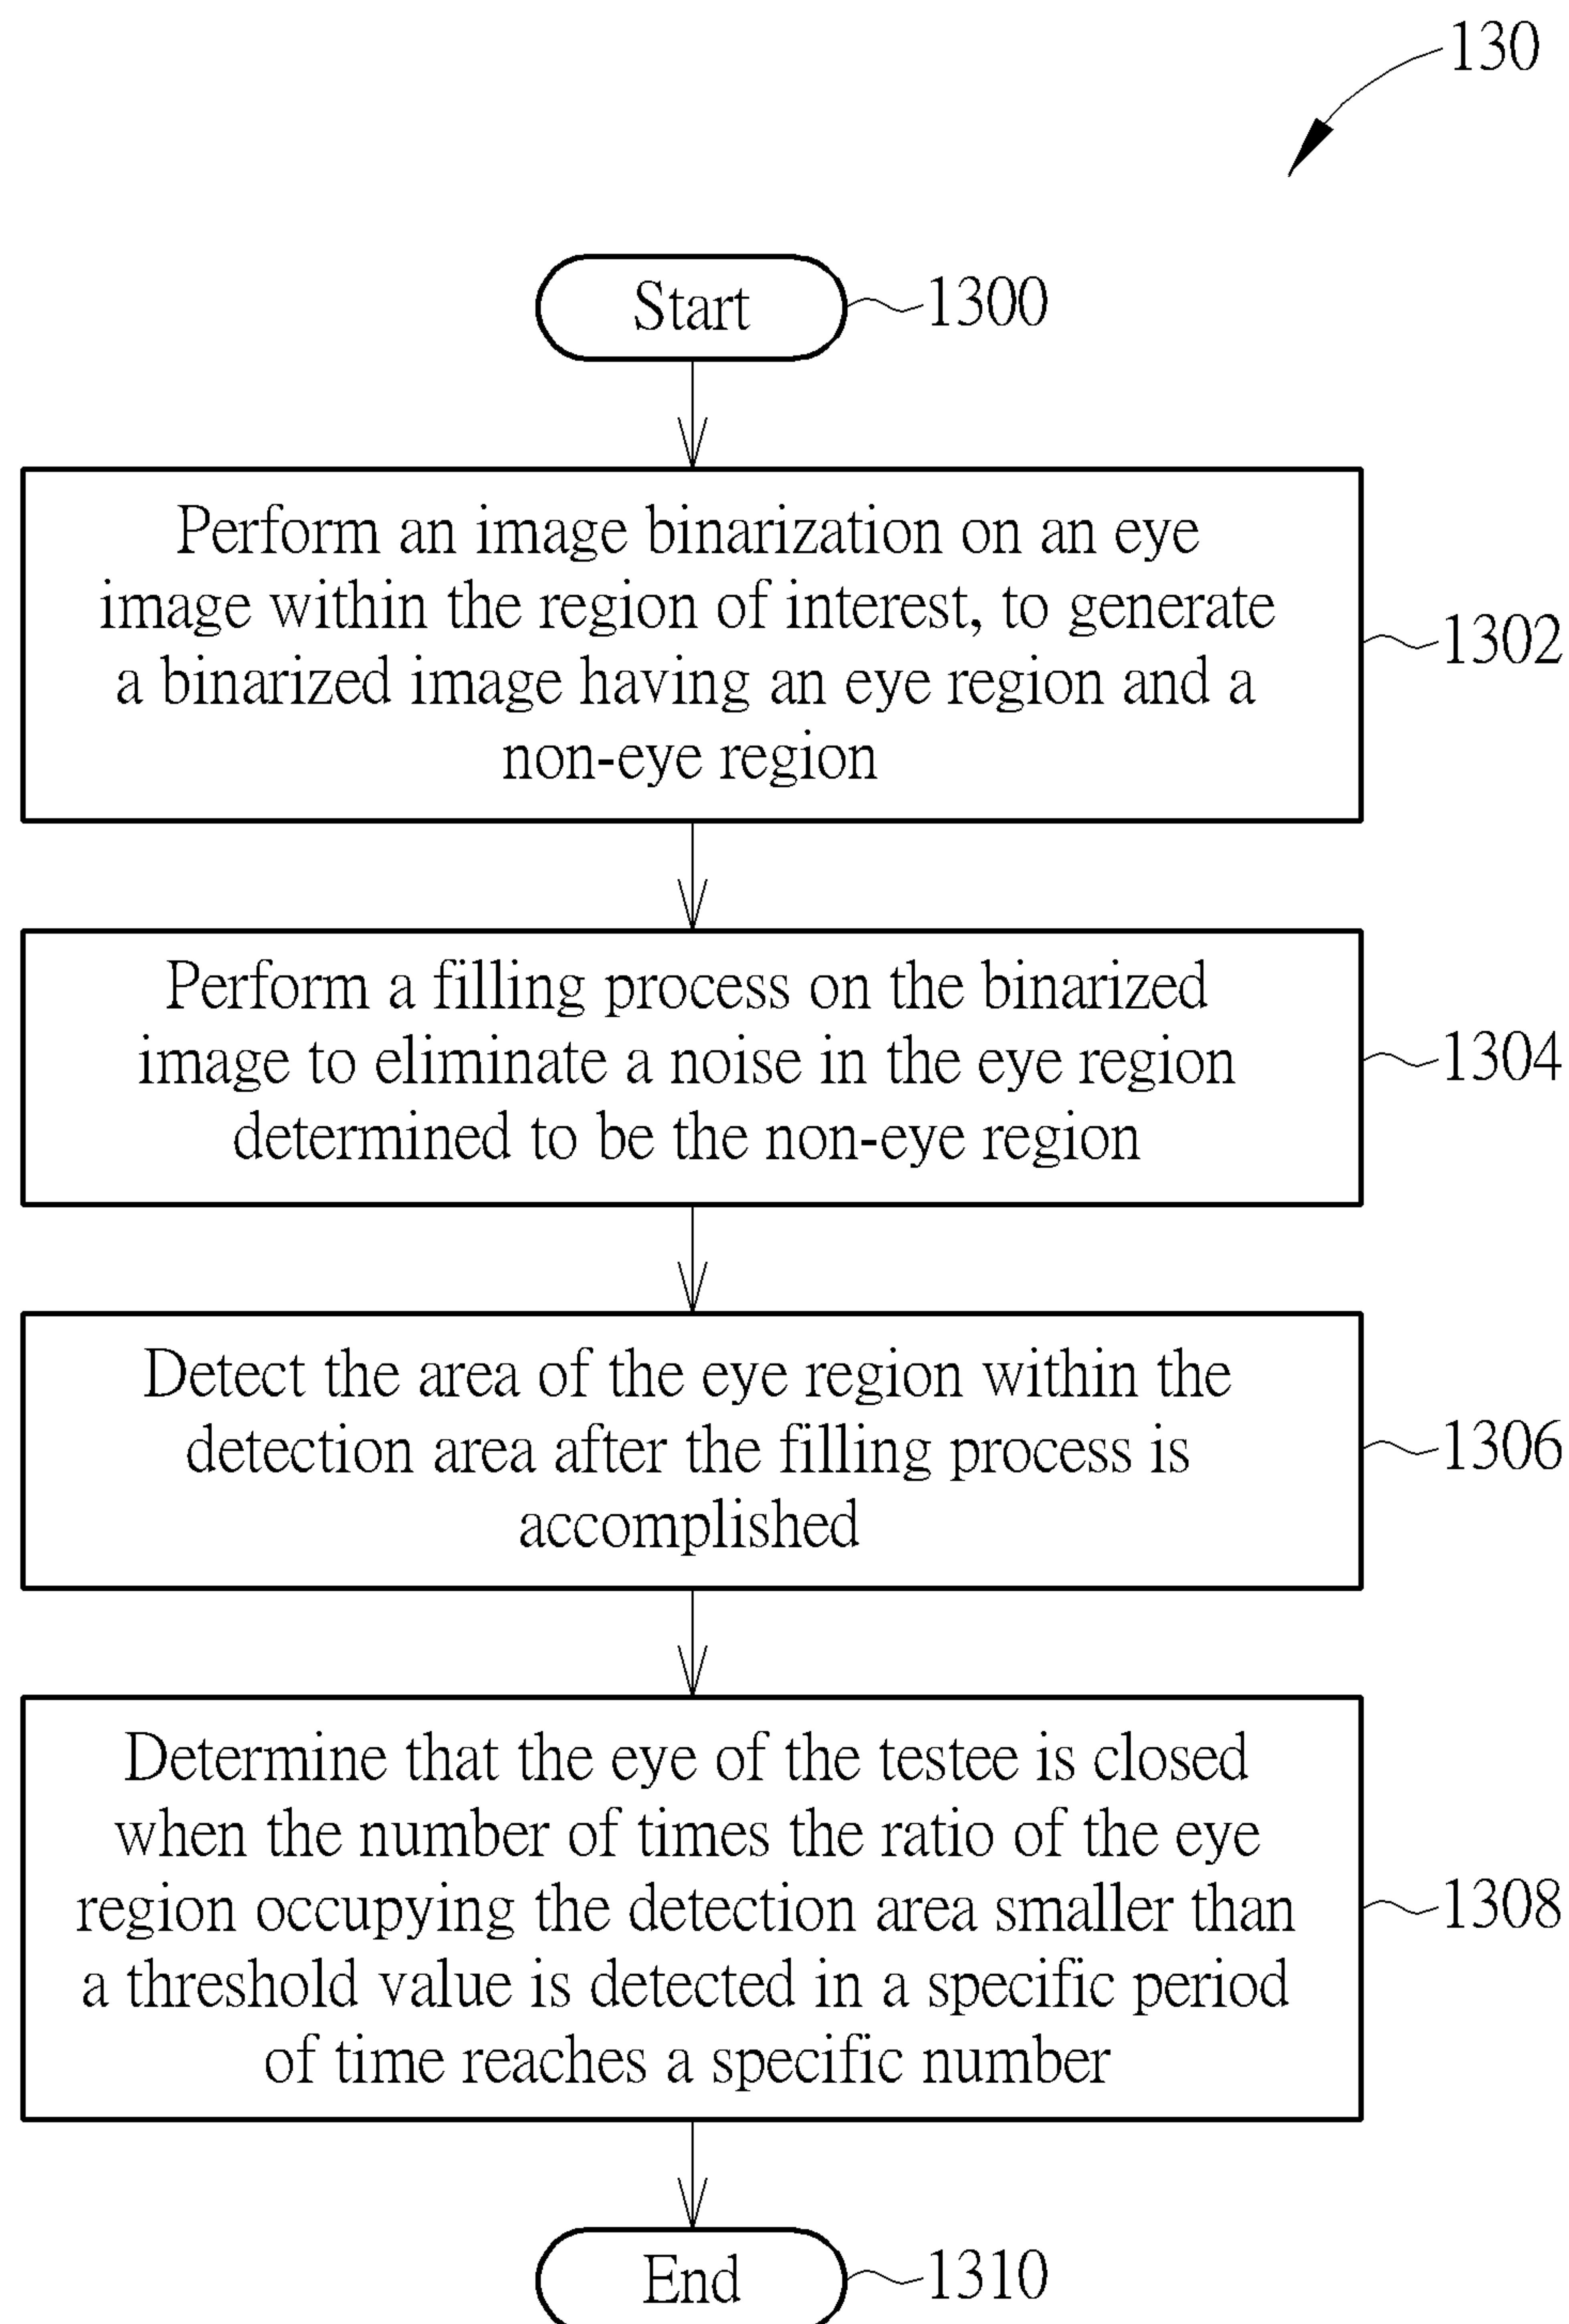 130
Start
1300
Perform an image binarization on an eye
image within the region of interest, to generate
a binarized image having an eye region and a
non-eye region
1302
Perform a filling process on the binarized
image to eliminate a noise in the eye region
determined to be the non-eye region
1304
Detect the area of the eye region within the
detection area after the filling process is
accomplished
1306
Determine that the eye of the testee is closed
when the number of times the ratio of the eye
region occupying the detection area smaller than
a threshold value is detected in a specific period
of time reaches a specific number
1308
End
1310